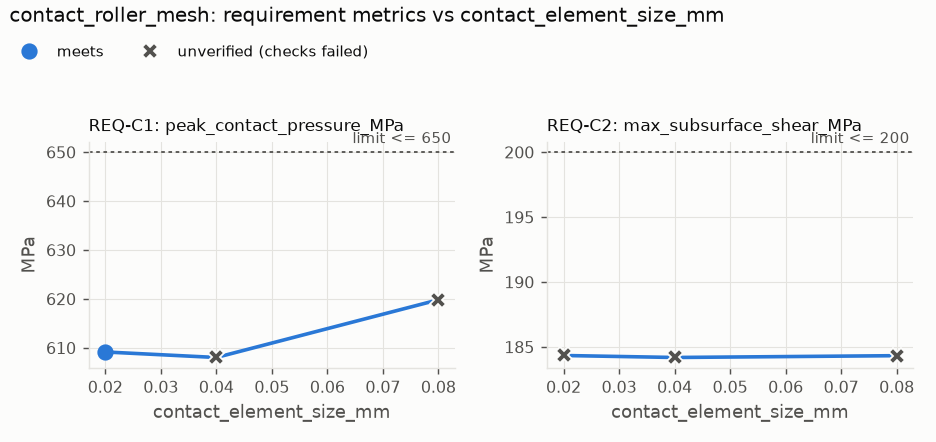 contact_roller_mesh: requirement metrics vs contact_element_size_mm
meets
unverified (checks failed)
REQ-C1: peak_contact_pressure_MPa
limit <= 650
650
640
630
620
610
MPa
0.02 0.03 0.04 0.05 0.06 0.07 0.08
contact_element_size_mm
REQ-C2: max_subsurface_shear_MPa
limit <= 200
200
195
190
185
MPa
0.02 0.03 0.04 0.05 0.06 0.07 0.08
contact_element_size_mm